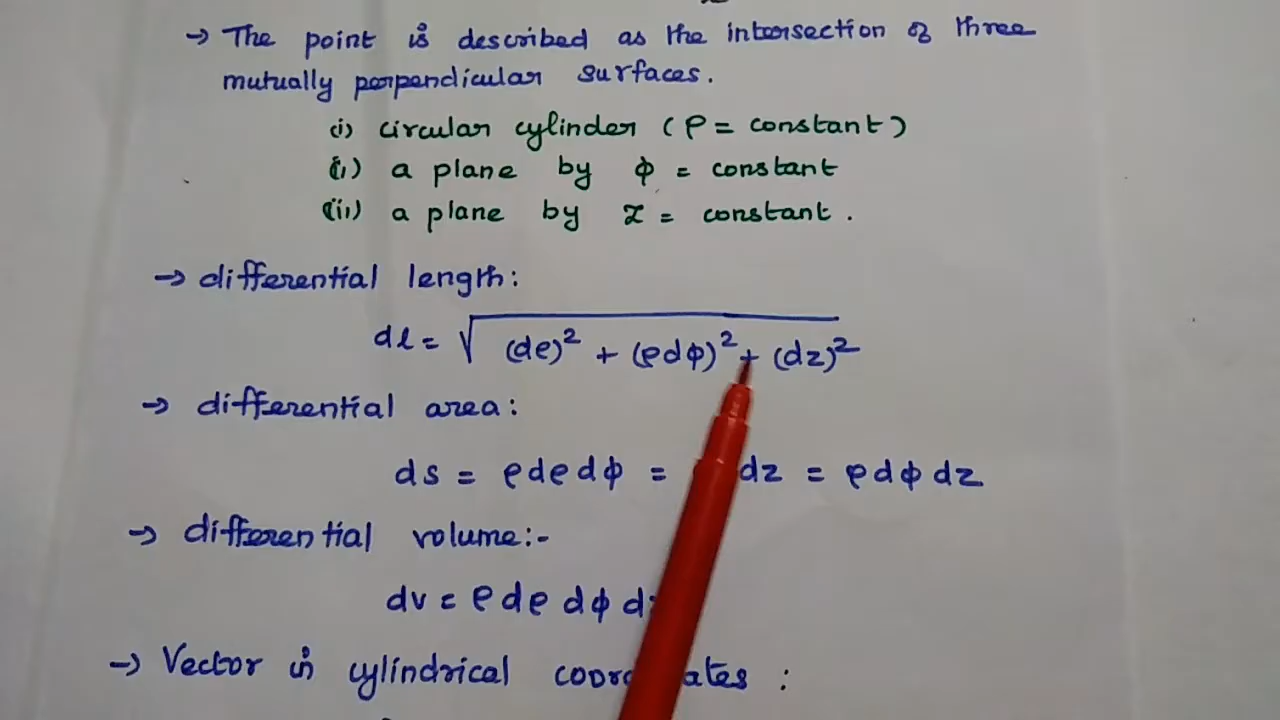 → The point is described as the intersection of three
mutually perpendicular surfaces.
(i) circular cylinder (ρ = constant)
(ii) a plane by ϕ = constant
(iii) a plane by z = constant.
→ differential length:
dl = √(dρ)² + (ρdϕ)² + (dz)²
→ differential area:
ds = ρdρdϕ = dz = ρdϕdz
→ differential volume:-
dv = ρdρ dϕ d
→ Vector in cylindrical :